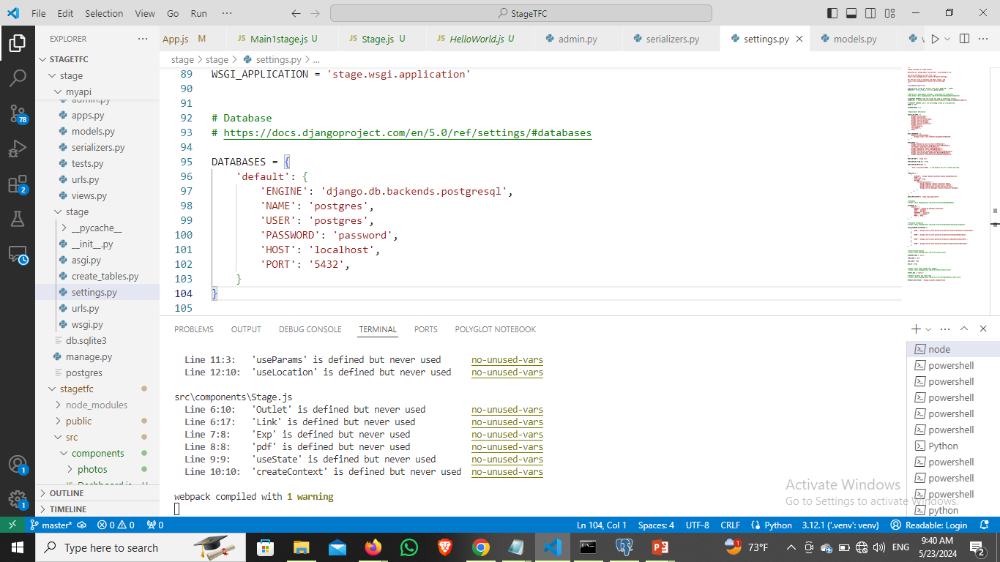 File Edit Selection View Go Run ··· StageTFC
EXPLORER ···
App.js M Main1stage.js U Stage.js U HelloWorld.js U admin.py serializers.py settings.py models.py
STAGETFC
stage > stage > settings.py > ...
stage
myapi
admin.py
apps.py
models.py
serializers.py
tests.py
urls.py
views.py
stage
__pycache__
__init__.py
asgi.py
create_tables.py
settings.py
urls.py
wsgi.py
db.sqlite3
manage.py
postgres
stagetfc
node_modules
public
src
components
photos
Dashboard.js U
OUTLINE
TIMELINE
78
2
1
1
89 WSGI_APPLICATION = 'stage.wsgi.application'
90
91
92 # Database
93 # https://docs.djangoproject.com/en/5.0/ref/settings/#databases
94
95 DATABASES = {
96 'default': {
97 'ENGINE': 'django.db.backends.postgresql',
98 'NAME': 'postgres',
99 'USER': 'postgres',
100 'PASSWORD': 'password',
101 'HOST': 'localhost',
102 'PORT': '5432',
103 }
104 }
105
PROBLEMS OUTPUT DEBUG CONSOLE TERMINAL PORTS POLYGLOT NOTEBOOK
Line 11:3: 'useParams' is defined but never used no-unused-vars
Line 12:10: 'useLocation' is defined but never used no-unused-vars
src\components\Stage.js
Line 6:10: 'Outlet' is defined but never used no-unused-vars
Line 6:17: 'Link' is defined but never used no-unused-vars
Line 7:8: 'Exp' is defined but never used no-unused-vars
Line 8:8: 'pdf' is defined but never used no-unused-vars
Line 9:9: 'useState' is defined but never used no-unused-vars
Line 10:10: 'createContext' is defined but never used no-unused-vars
webpack compiled with 1 warning
node
powershell
powershell
powershell
powershell
powershell
Python
powershell
powershell
powershell
python
Activate Windows
Go to Settings to activate Windows.
master* 0 0 0 Ln 104, Col 1 Spaces: 4 UTF-8 CRLF Python 3.12.1 ('.venv': venv) Readable: Login
Type here to search 1 73°F ENG 9:40 AM
5/23/2024 2